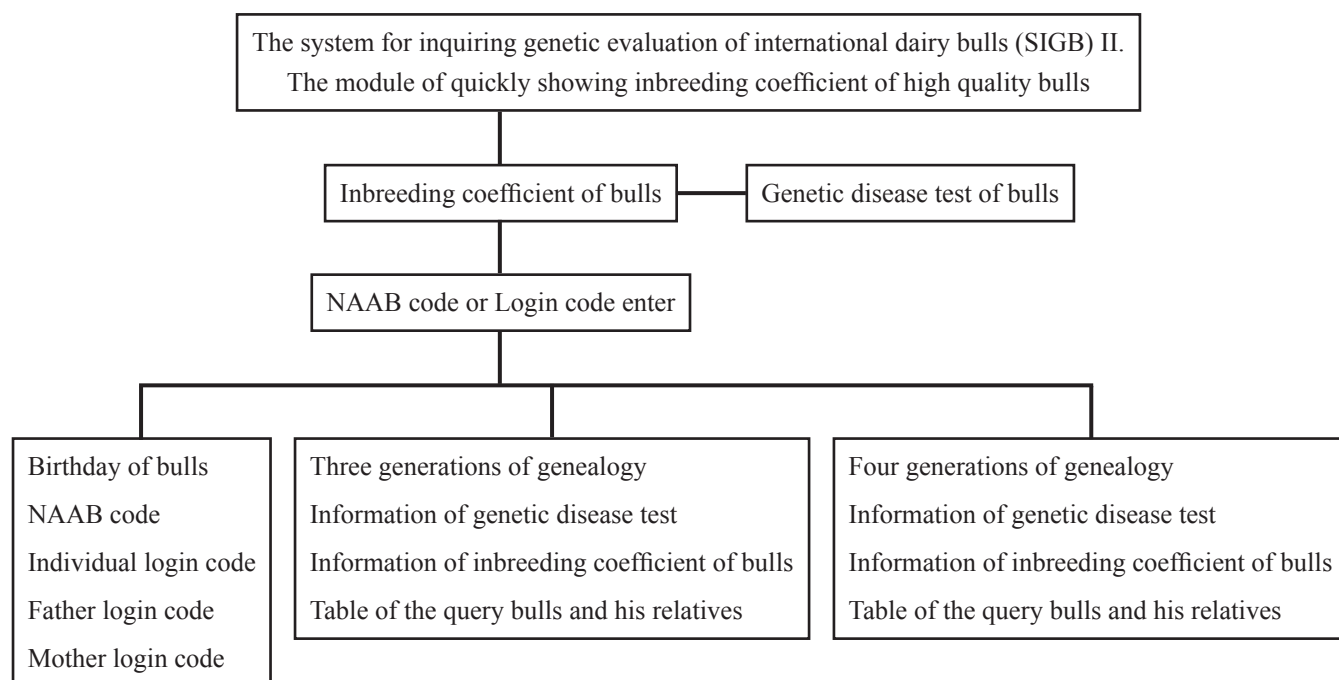 The system for inquiring genetic evaluation of international dairy bulls (SIGB) II.
The module of quickly showing inbreeding coefficient of high quality bulls
Inbreeding coefficient of bulls
Genetic disease test of bulls
NAAB code or Login code enter
Birthday of bulls
NAAB code
Individual login code
Father login code
Mother login code
Three generations of genealogy
Information of genetic disease test
Information of inbreeding coefficient of bulls
Table of the query bulls and his relatives
Four generations of genealogy
Information of genetic disease test
Information of inbreeding coefficient of bulls
Table of the query bulls and his relatives